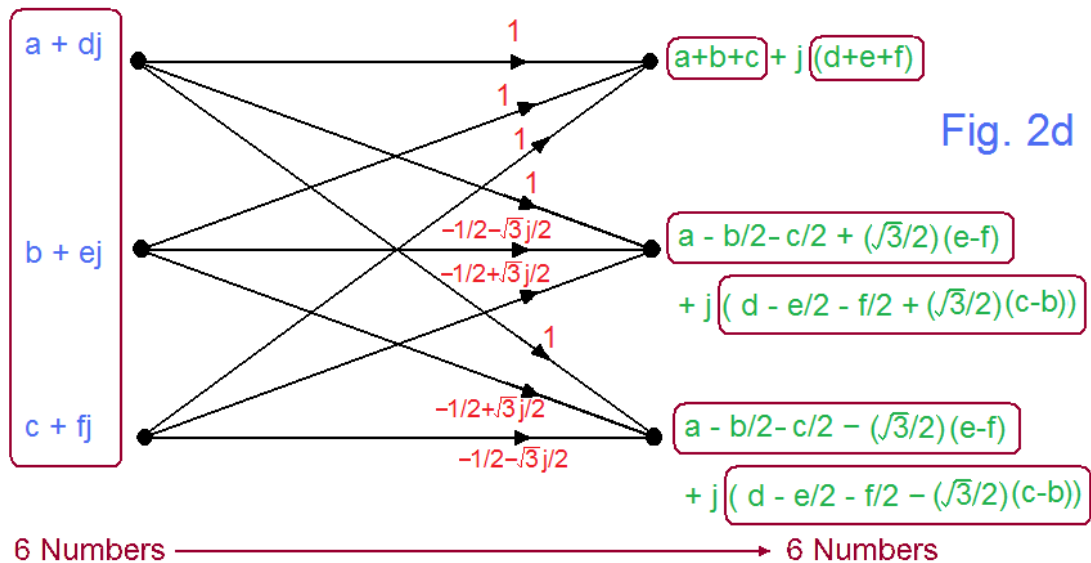 a + dj
1
a+b+c + j (d+e+f)
1
1
Fig. 2d
1
b + ej
–1/2–√3j/2
a - b/2– c/2 + (√3/2)(e-f)
–1/2+√3j/2
+ j ( d - e/2 - f/2 + (√3/2)(c-b))
1
c + fj
–1/2+√3j/2
a - b/2– c/2 – (√3/2)(e-f)
–1/2–√3j/2
+ j ( d - e/2 - f/2 – (√3/2)(c-b))
6 Numbers
6 Numbers